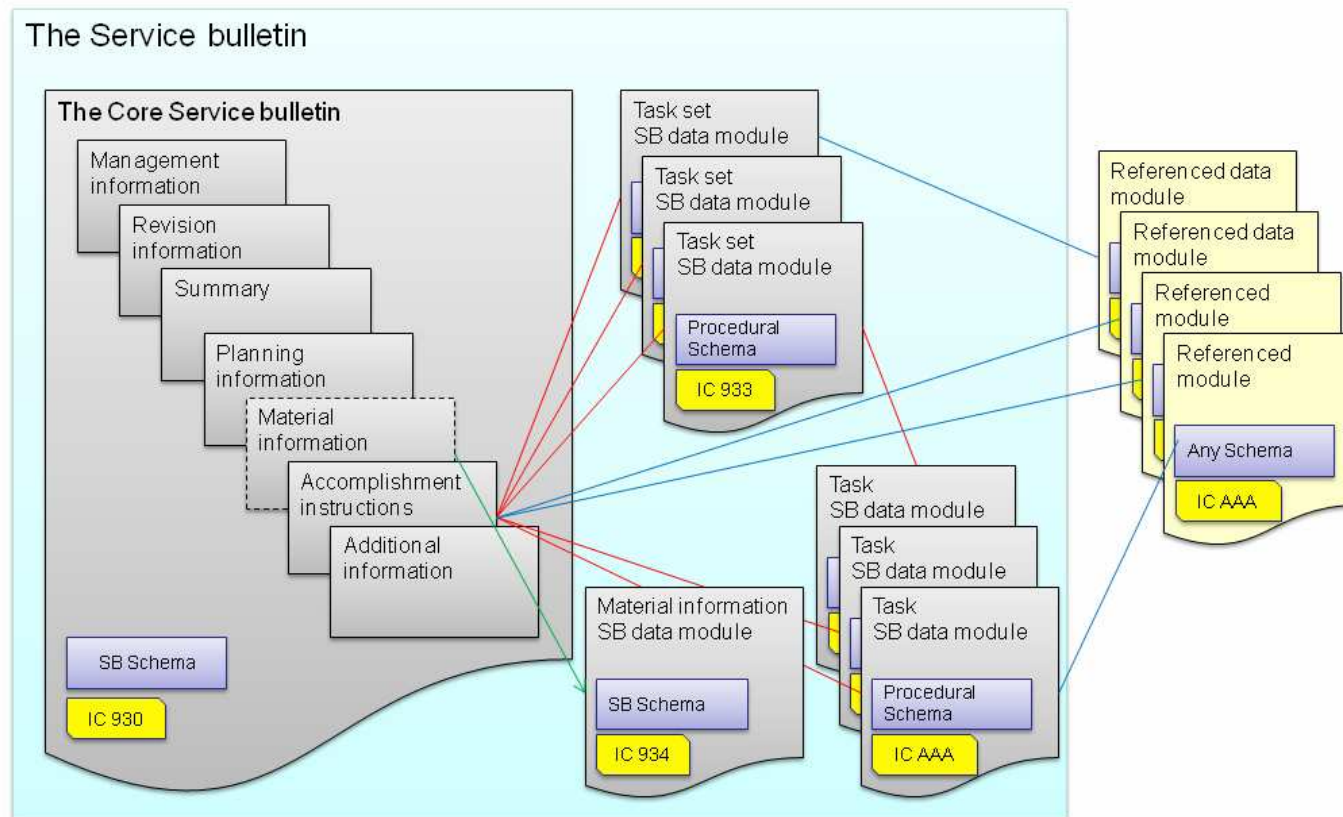 The Service bulletin
The Core Service bulletin
Management
information
Revision
information
Summary
Planning
information
Material
information
Accomplishment
instructions
Additional
information
SB Schema
IC 930
Task set
SB data module
Task set
SB data module
Task set
SB data module
Procedural
Schema
IC 933
Material information
SB data module
SB Schema
IC 934
Task
SB data module
Task
SB data module
Task
SB data module
Procedural
Schema
IC AAA
Referenced data
module
Referenced data
module
Referenced
module
Referenced
module
Any Schema
IC AAA